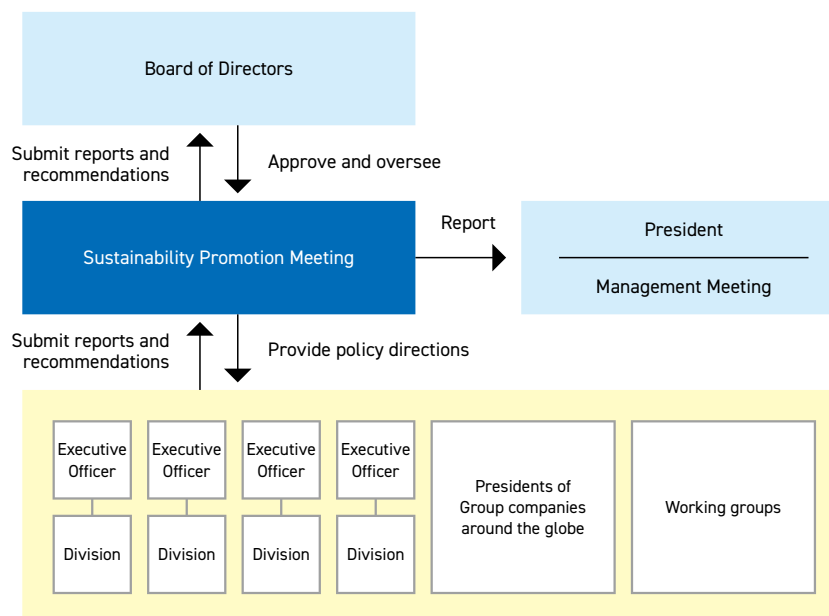 Board of Directors
Submit reports and
recommendations
Approve and oversee
Sustainability Promotion Meeting
Report
President
Management Meeting
Submit reports and
recommendations
Provide policy directions
Executive
Officer
Executive
Officer
Executive
Officer
Executive
Officer
Division
Division
Division
Division
Presidents of
Group companies
around the globe
Working groups